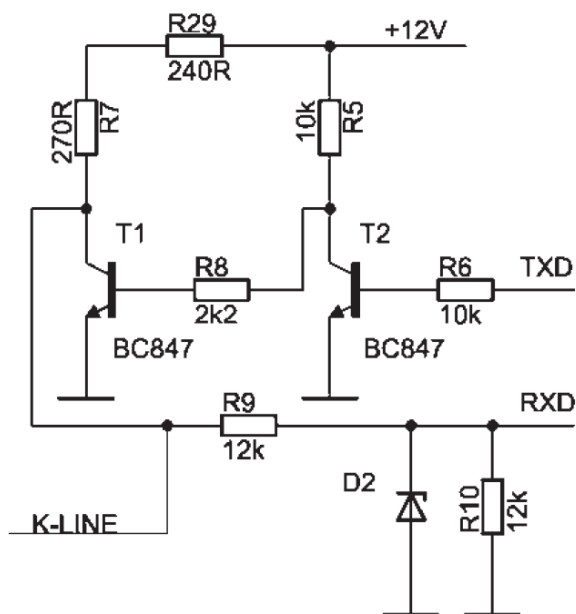 R29
+12V
240R
270R
R7
10k
R5
T1
T2
R8
R6
TXD
2k2
10k
BC847
BC847
R9
RXD
12k
D2
R10
12k
K-LINE